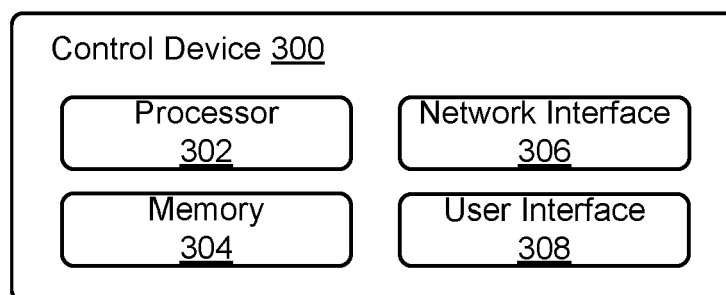 Control Device 300
Processor
302
Network Interface
306
Memory
304
User Interface
308